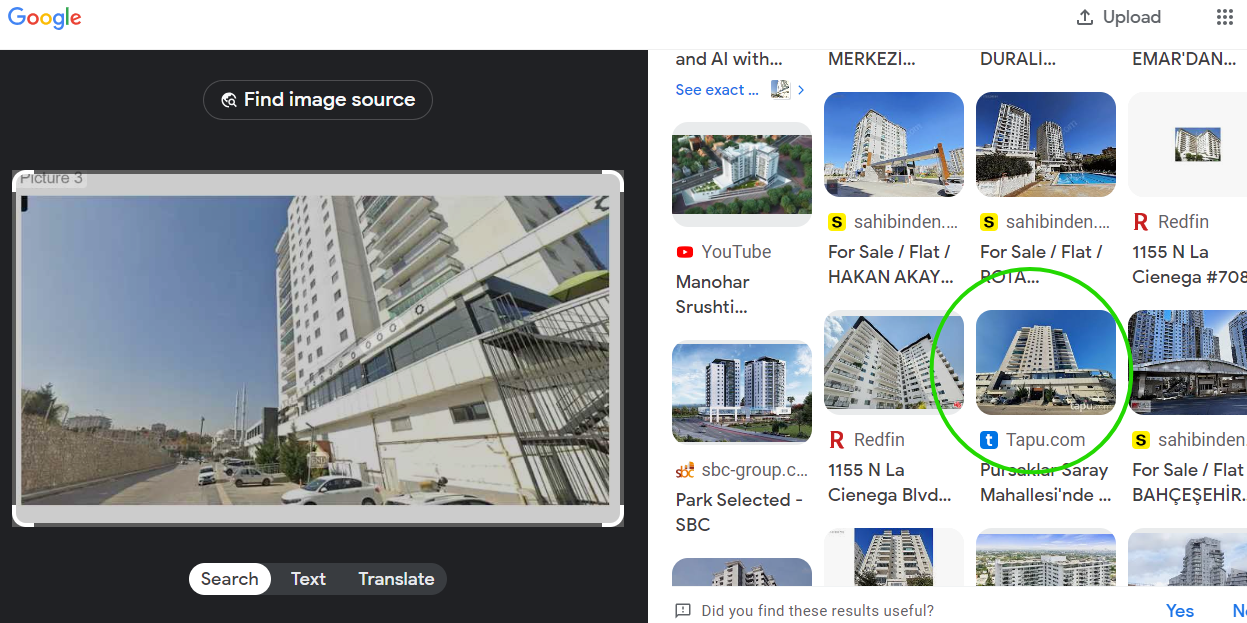 Google
Upload
Find image source
Picture 3
Search
Text
Translate
and AI with...
See exact ...
YouTube
Manohar
Srushti...
sbc-group.c...
Park Selected -
SBC
MERKEZİ...
S sahibinden....
For Sale / Flat /
HAKAN AKAY...
R Redfin
1155 N La
Cienega Blvd...
DURALİ...
S sahibinden....
For Sale / Flat /
ROTA...
tapu.com
t Tapu.com
Pursaklar Saray
Mahallesi'nde ...
EMAR'DAN...
R Redfin
1155 N La
Cienega #708
S sahibinden.
For Sale / Flat
BAHÇEŞEHİR.
Did you find these results useful?
Yes